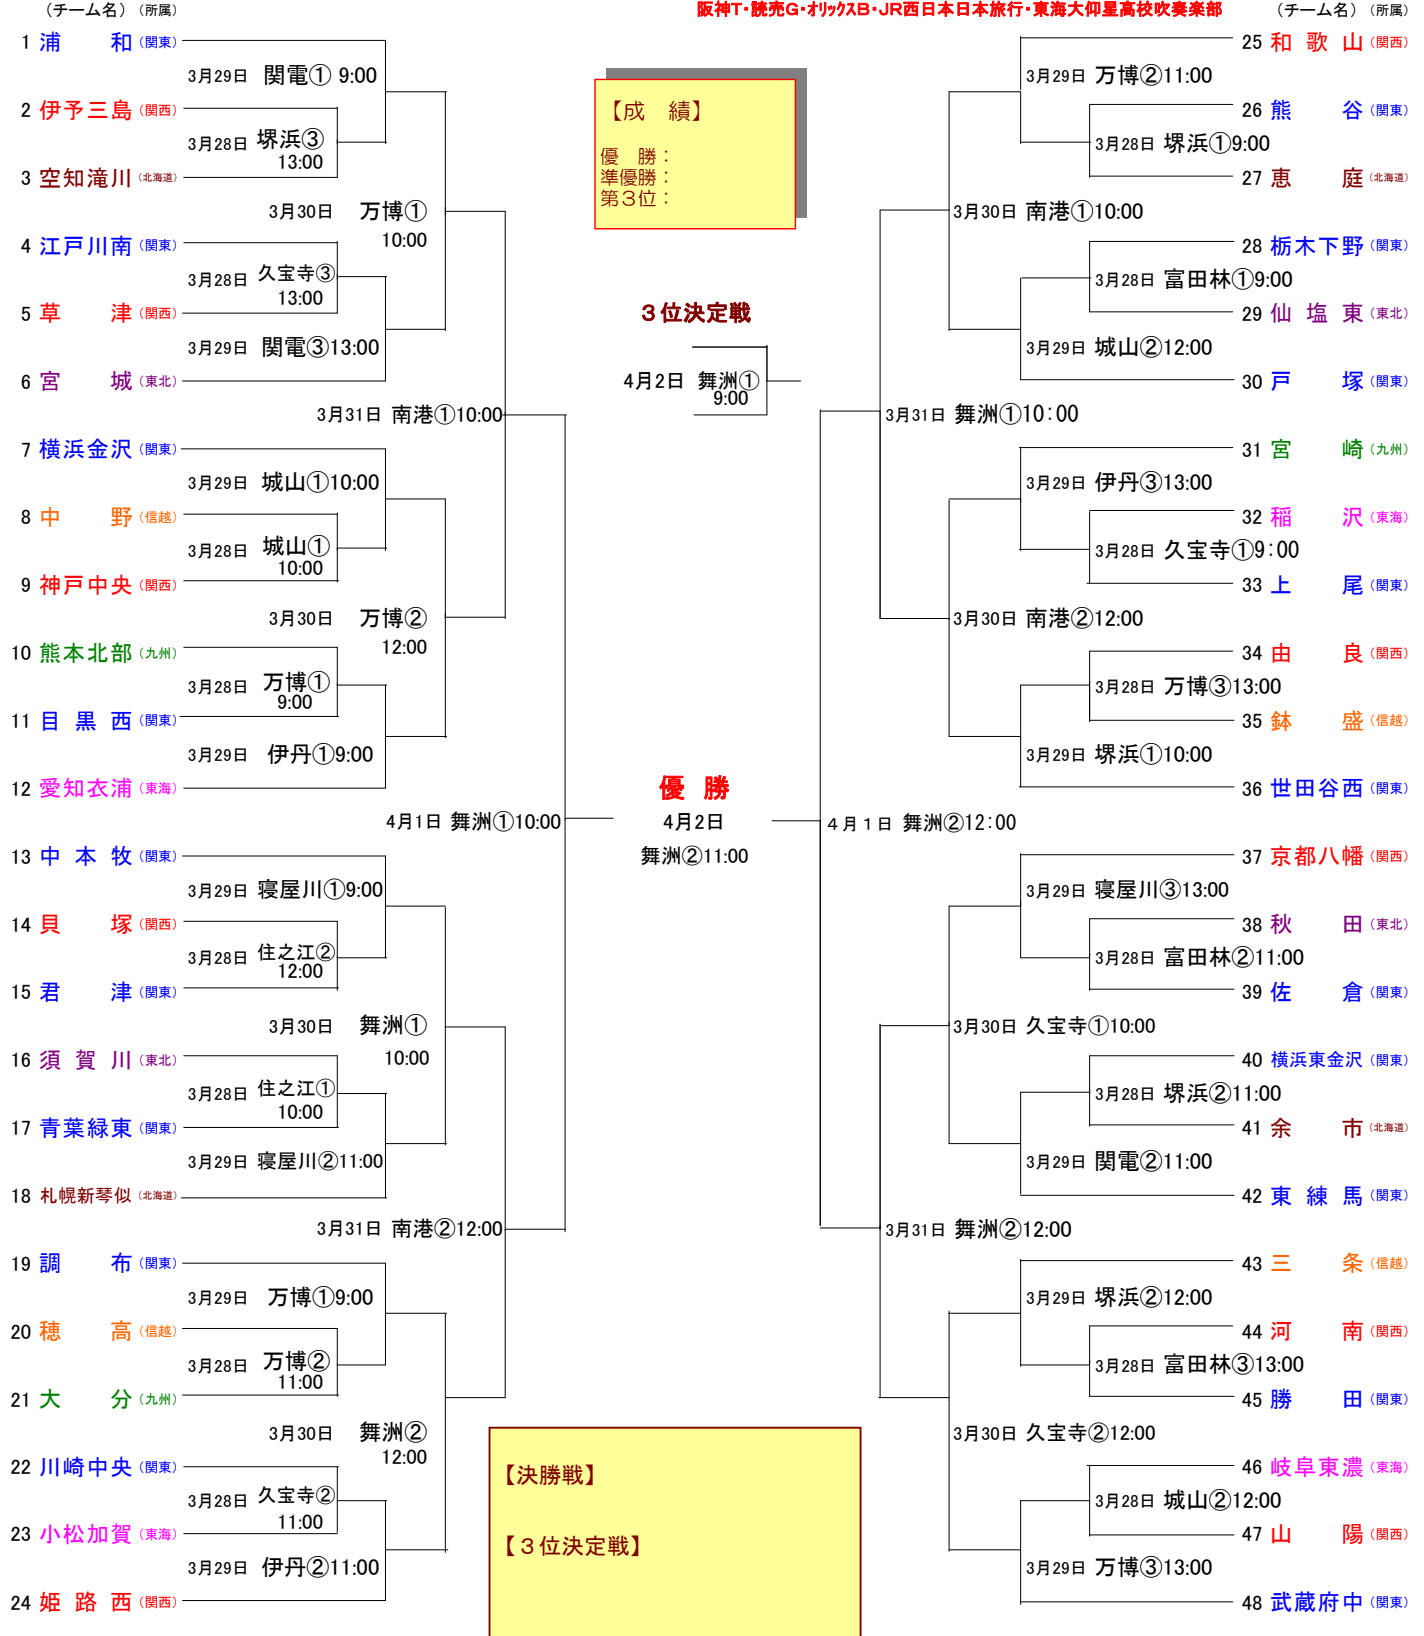 阪神T・読売G・オリックスB・JR西日本日本旅行・東海大仰星高校吹奏楽部
（チーム名）（所属）
1 浦和（関東）
3月29日 関電① 9:00
2 伊予三島（関西）
3月28日 堺浜③
13:00
3 空知滝川（北海道）
3月30日 万博①
10:00
4 江戸川南（関東）
3月28日 久宝寺③
13:00
5 草津（関西）
3月29日 関電③13:00
6 宮城（東北）
3月31日 南港①10:00
7 横浜金沢（関東）
3月29日 城山①10:00
8 中野（信越）
3月28日 城山①
10:00
9 神戸中央（関西）
3月30日 万博②
12:00
10 熊本北部（九州）
3月28日 万博①
9:00
11 目黒西（関東）
3月29日 伊丹①9:00
12 愛知衣浦（東海）
4月1日 舞洲①10:00
13 中本牧（関東）
3月29日 寝屋川①9:00
14 貝塚（関西）
3月28日 住之江②
12:00
15 君津（関東）
3月30日 舞洲①
10:00
16 須賀川（東北）
3月28日 住之江①
10:00
17 青葉緑東（関東）
3月29日 寝屋川②11:00
18 札幌新琴似（北海道）
3月31日 南港②12:00
19 調布（関東）
3月29日 万博①9:00
20 穂高（信越）
3月28日 万博②
11:00
21 大分（九州）
3月30日 舞洲②
12:00
22 川崎中央（関東）
3月28日 久宝寺②
11:00
23 小松加賀（東海）
3月29日 伊丹②11:00
24 姫路西（関西）
【成 績】
優 勝：
準優勝：
第3位：
３位決定戦
4月2日 舞洲①
9:00
優 勝
4月2日
舞洲②11:00
【決勝戦】
【３位決定戦】
（チーム名）（所属）
25 和歌山（関西）
3月29日 万博②11:00
26 熊谷（関東）
3月28日 堺浜①9:00
27 恵庭（北海道）
3月30日 南港①10:00
28 栃木下野（関東）
3月28日 富田林①9:00
29 仙塩東（東北）
3月29日 城山②12:00
30 戸塚（関東）
3月31日 舞洲①10：00
31 宮崎（九州）
3月29日 伊丹③13:00
32 稲沢（東海）
3月28日 久宝寺①9：00
33 上尾（関東）
3月30日 南港②12:00
34 由良（関西）
3月28日 万博③13:00
35 鉢盛（信越）
3月29日 堺浜①10:00
36 世田谷西（関東）
４月１日 舞洲②12：00
37 京都八幡（関西）
3月29日 寝屋川③13:00
38 秋田（東北）
3月28日 富田林②11:00
39 佐倉（関東）
3月30日 久宝寺①10:00
40 横浜東金沢（関東）
3月28日 堺浜②11:00
41 余市（北海道）
3月29日 関電②11:00
42 東練馬（関東）
3月31日 舞洲②12:00
43 三条（信越）
3月29日 堺浜②12:00
44 河南（関西）
3月28日 富田林③13:00
45 勝田（関東）
3月30日 久宝寺②12:00
46 岐阜東濃（東海）
3月28日 城山②12:00
47 山陽（関西）
3月29日 万博③13:00
48 武蔵府中（関東）